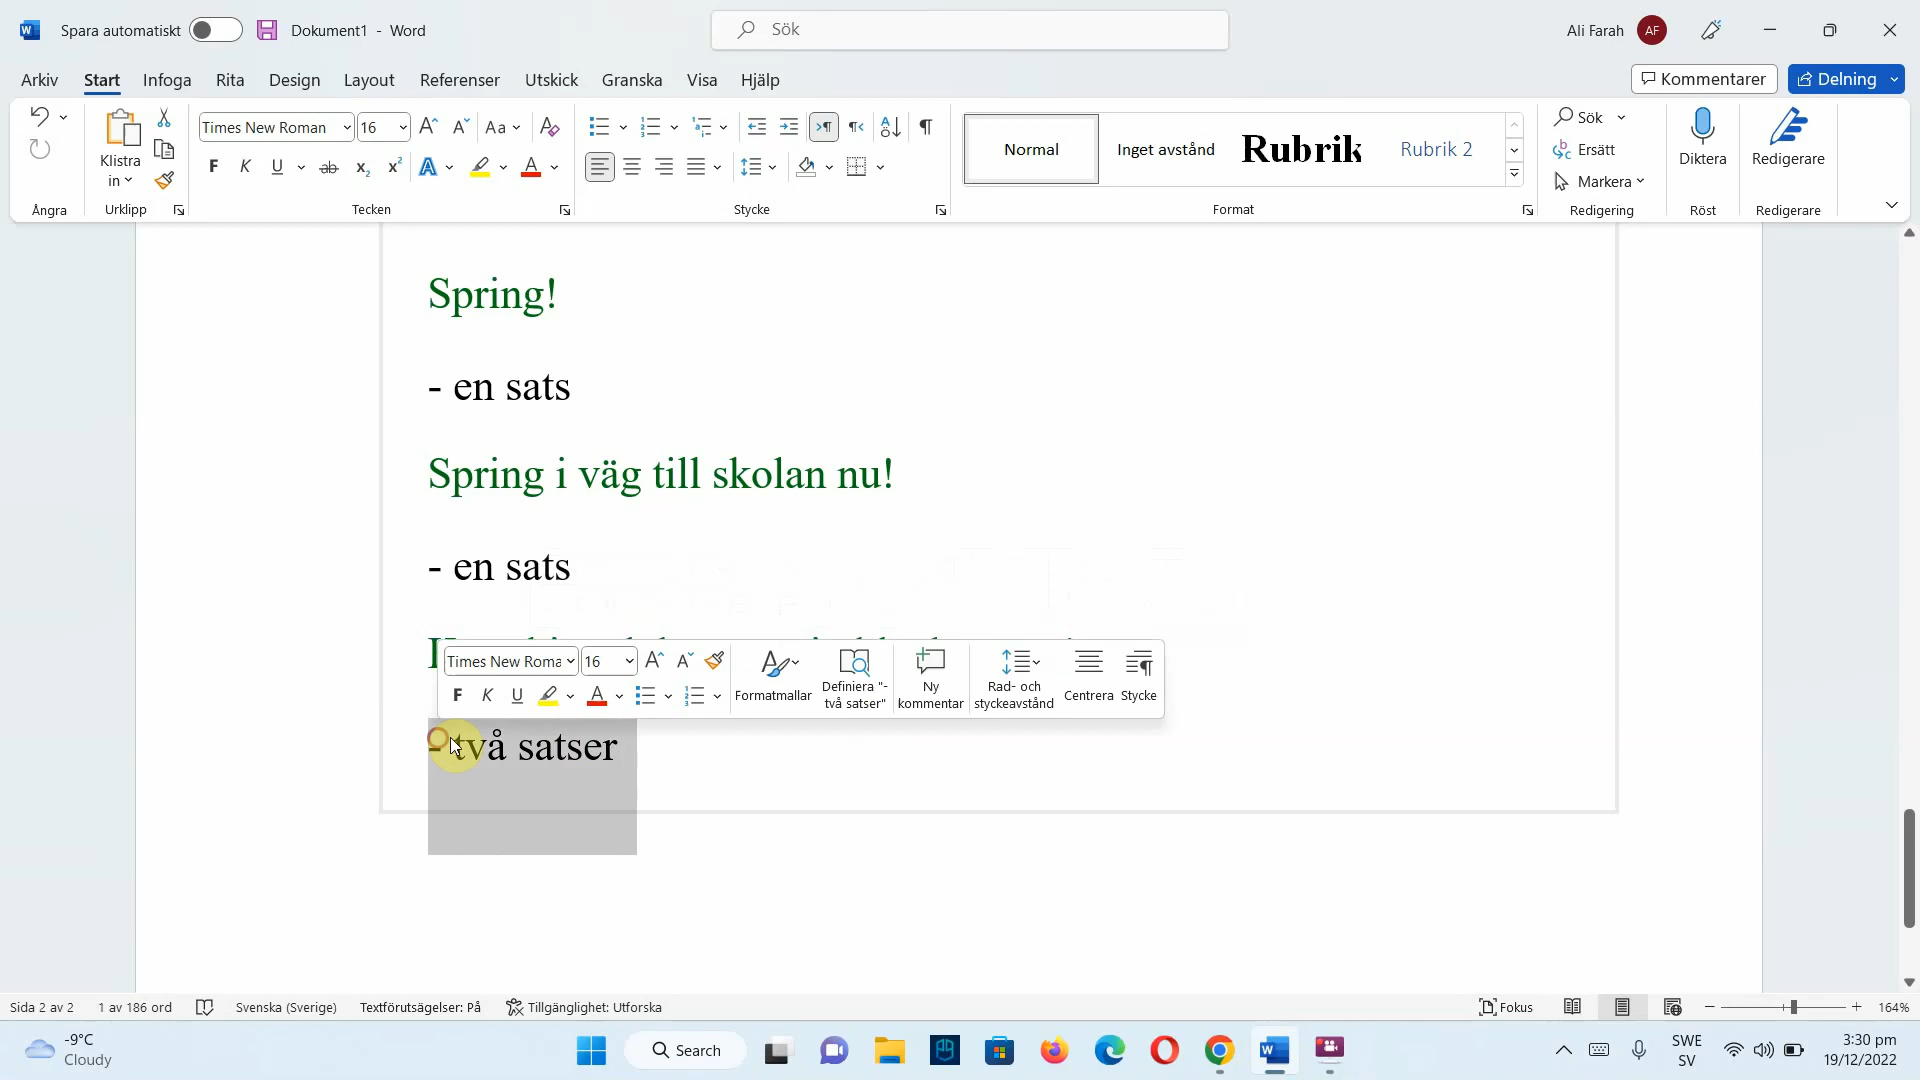 Spara automatiskt Dokument1 - Word Sök Ali Farah AF
Arkiv Start Infoga Rita Design Layout Referenser Utskick Granska Visa Hjälp Kommentarer Delning
Klistra in Times New Roman 16 Aa Normal Inget avstånd Rubrik Rubrik 2 Sök Ersätt Markera Diktera Redigerare
F K U ab x₂ x² A A
Ångra Urklipp Tecken Stycke Format Redigering Röst Redigerare
Spring!
- en sats
Spring i väg till skolan nu!
- en sats
Times New Roma 16 Formatmallar Definiera "- två satser" Ny kommentar Rad- och styckeavstånd Centrera Stycke
F K U A
- två satser
Sida 2 av 2 1 av 186 ord Svenska (Sverige) Textförutsägelser: På Tillgänglighet: Utforska Fokus 164%
-9°C
Cloudy
Search
SWE
SV
3:30 pm
19/12/2022